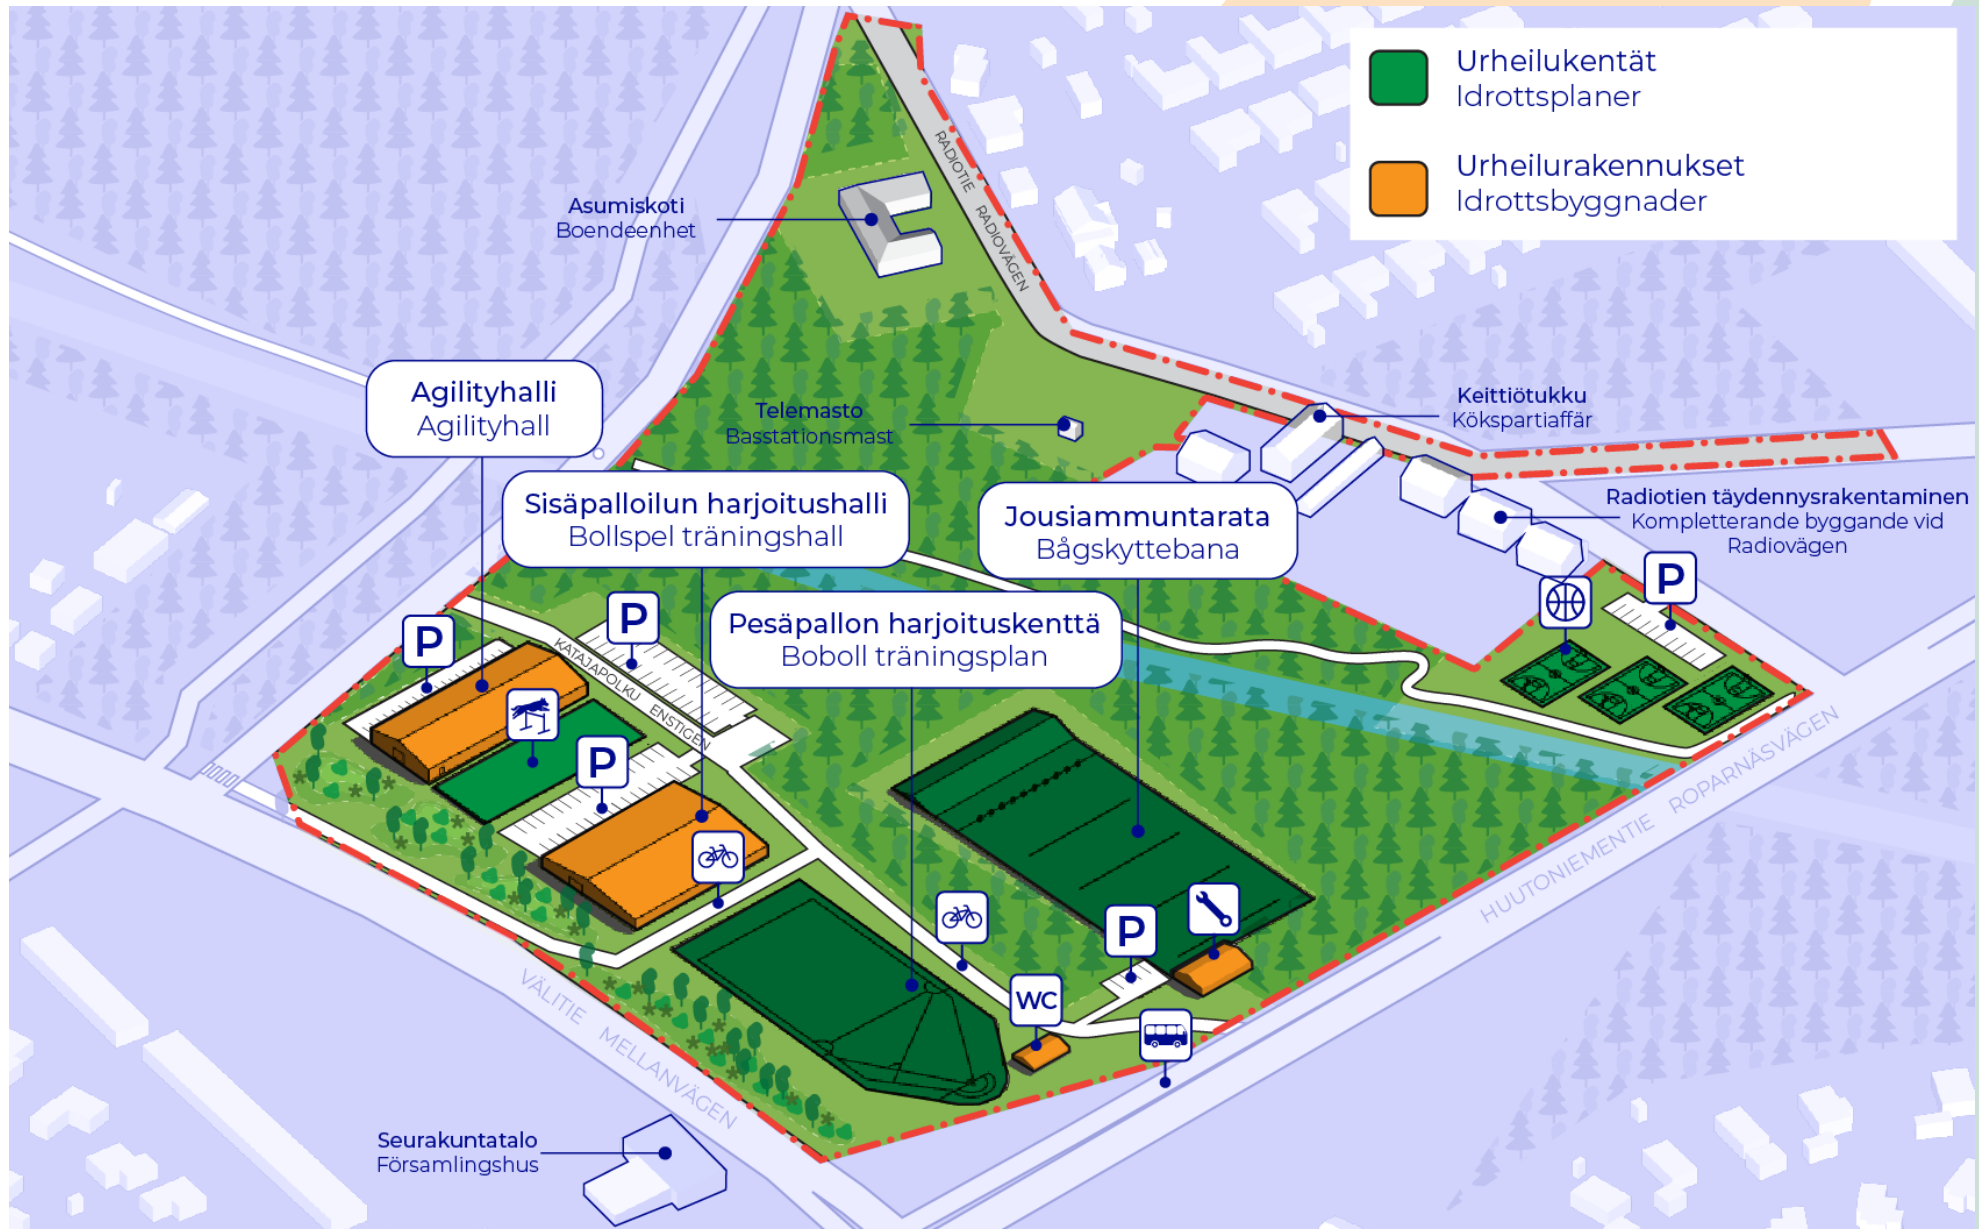 Urheilukentät
Idrottsplaner
Urheilurakennukset
Idrottsbyggnader
RADIOTIE RADIOVÄGEN
Asumiskoti
Boendeenhet
Agilityhalli
Agilityhall
Telemasto
Basstationsmast
Keittiötukku
Kökspartiaffär
Sisäpalloilun harjoitushalli
Bollspel träningshall
Jousiammuntarata
Bågskyttebana
Radiotien täydennysrakentaminen
Kompletterande byggande vid
Radiovägen
Pesäpallon harjoituskenttä
Boboll träningsplan
P
P
P
KATAJAPOLKU ENSTIGEN
P
P
WC
HUUTONIEMENTIE ROPARNÄSVÄGEN
VÄLITIE MELLANVÄGEN
Seurakuntatalo
Församlingshus